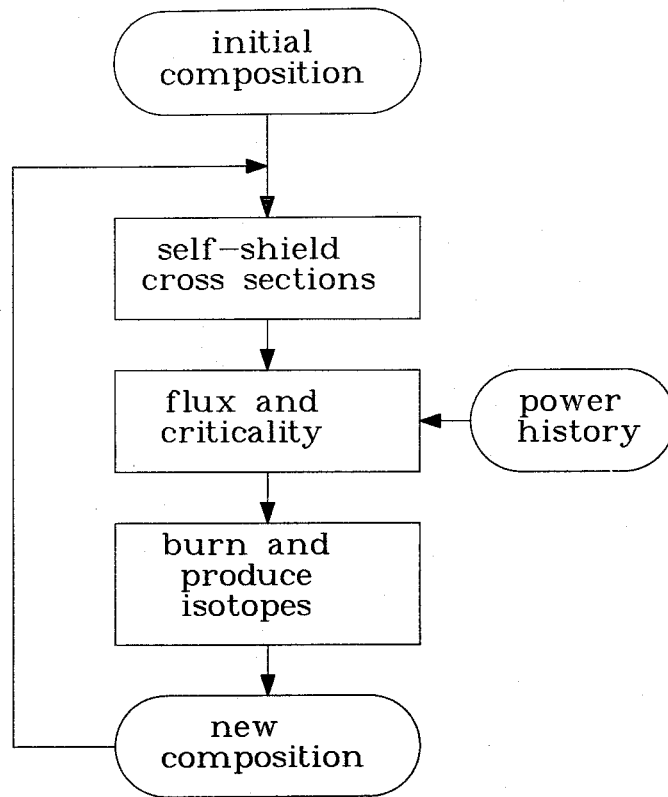 initial
composition
self-shield
cross sections
flux and
criticality
power
history
burn and
produce
isotopes
new
composition